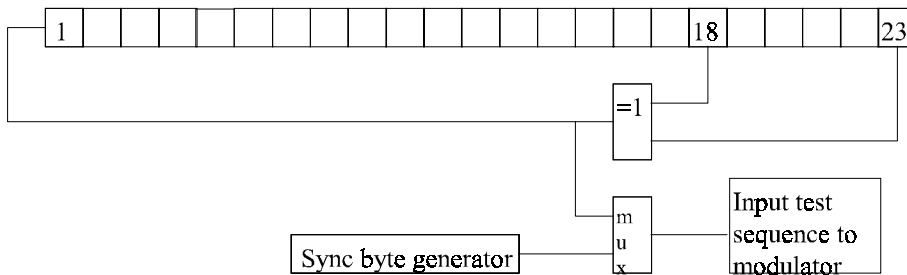 1 18 23
=1
m
u
x
Input test
sequence to
modulator
Sync byte generator